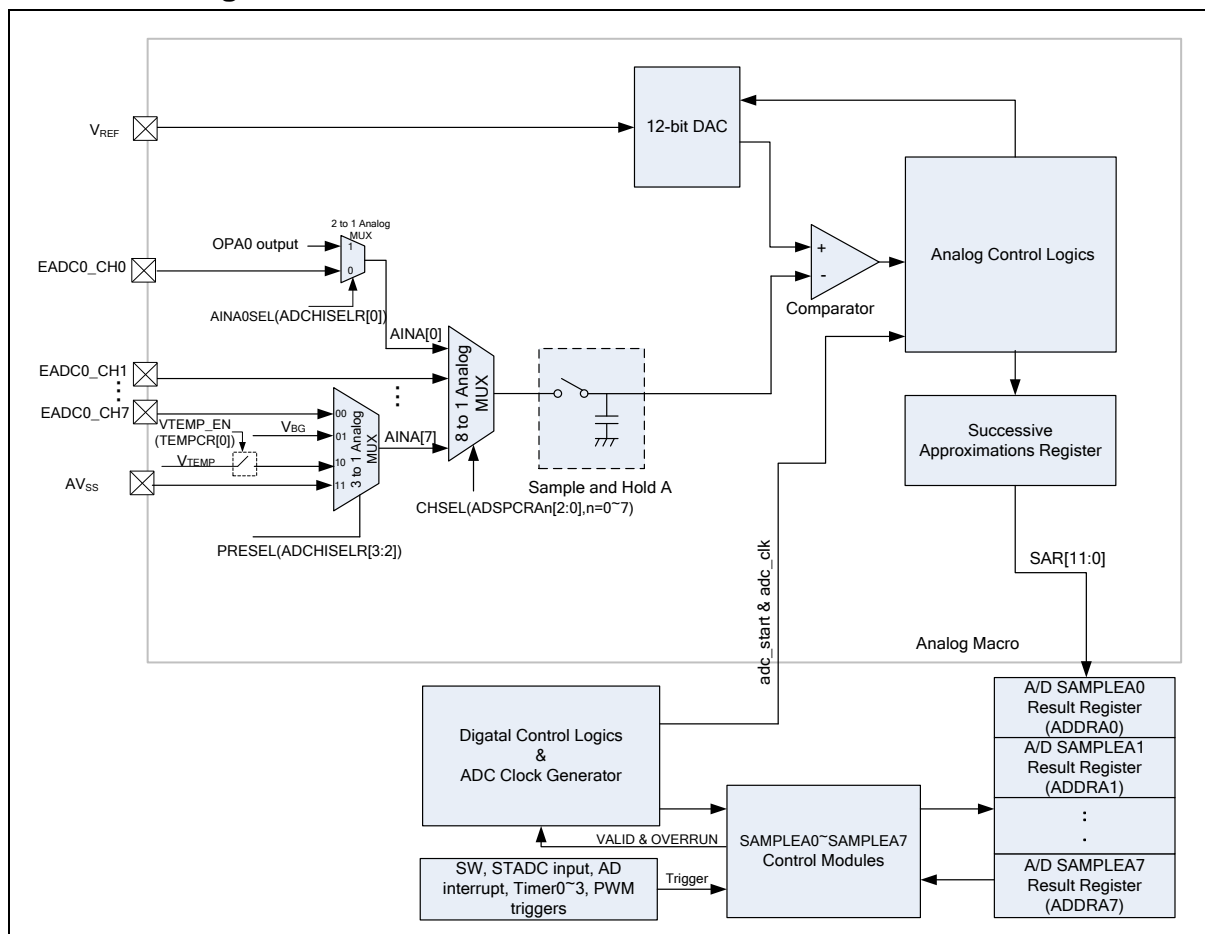 12-bit DAC
VREF
2 to 1 Analog
MUX
OPA0 output
1
0
EADC0_CH0
AINA0SEL(ADCHISELR[0])
AINA[0]
+
-
Comparator
Analog Control Logics
EADC0_CH1
EADC0_CH7
VTEMP_EN
(TEMPCR[0])
VBG
VTEMP
AVSS
00
01
10
11
3 to 1 Analog
MUX
AINA[7]
8 to 1 Analog
MUX
Sample and Hold A
CHSEL(ADSPCRAn[2:0],n=0~7)
PRESEL(ADCHISELR[3:2])
Successive
Approximations Register
SAR[11:0]
adc_start & adc_clk
Analog Macro
Digatal Control Logics
&
ADC Clock Generator
VALID & OVERRUN
SW, STADC input, AD
interrupt, Timer0~3, PWM
triggers
Trigger
SAMPLEA0~SAMPLEA7
Control Modules
A/D SAMPLEA0
Result Register
(ADDRA0)
A/D SAMPLEA1
Result Register
(ADDRA1)
A/D SAMPLEA7
Result Register
(ADDRA7)